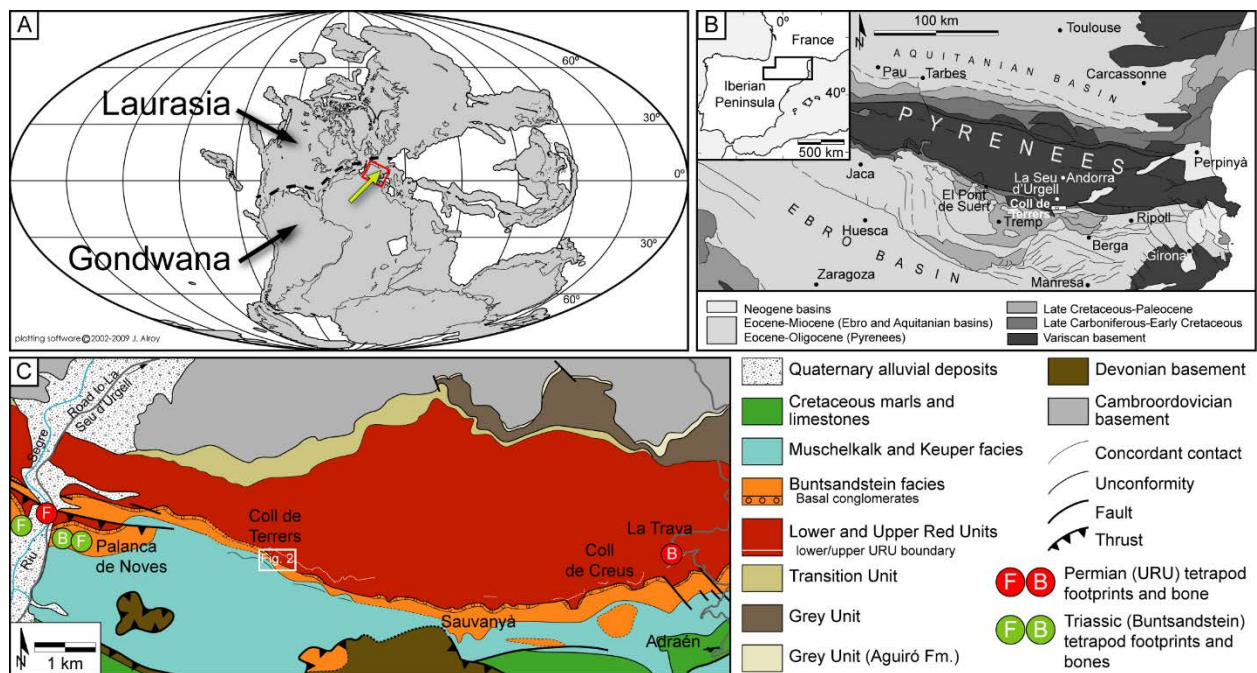 A
Laurasia
Gondwana
60º
30º
0º
30º
60º
plotting software ©2002-2009 J. Alroy
B
0º
France
Iberian
Peninsula
40º
500 km
N
100 km
Toulouse
AQUITANIAN BASIN
Pau
Tarbes
Carcassonne
PYRENEES
Perpinyà
Jaca
La Seu
d'Urgell
Andorra
El Pont
de Suert
Coll de
Terrers
Tremp
Ripoll
Huesca
Berga
Girona
EBRO BASIN
Zaragoza
Manresa
Neogene basins
Eocene-Miocene (Ebro and Aquitanian basins)
Eocene-Oligocene (Pyrenees)
Late Cretaceous-Paleocene
Late Carboniferous-Early Cretaceous
Variscan basement
C
Road to La
Seu d'Urgell
Segre
Riu
F
F
B
F
Palanca
de Noves
Coll de
Terrers
Fig. 2
La Trava
B
Coll
de Creus
Sauvanyà
Adraén
N
1 km
Quaternary alluvial deposits
Cretaceous marls and
limestones
Muschelkalk and Keuper facies
Buntsandstein facies
Basal conglomerates
Lower and Upper Red Units
lower/upper URU boundary
Transition Unit
Grey Unit
Grey Unit (Aguiró Fm.)
Devonian basement
Cambroordovician
basement
Concordant contact
Unconformity
Fault
Thrust
F B
Permian (URU) tetrapod
footprints and bone
F B
Triassic (Buntsandstein)
tetrapod footprints and
bones